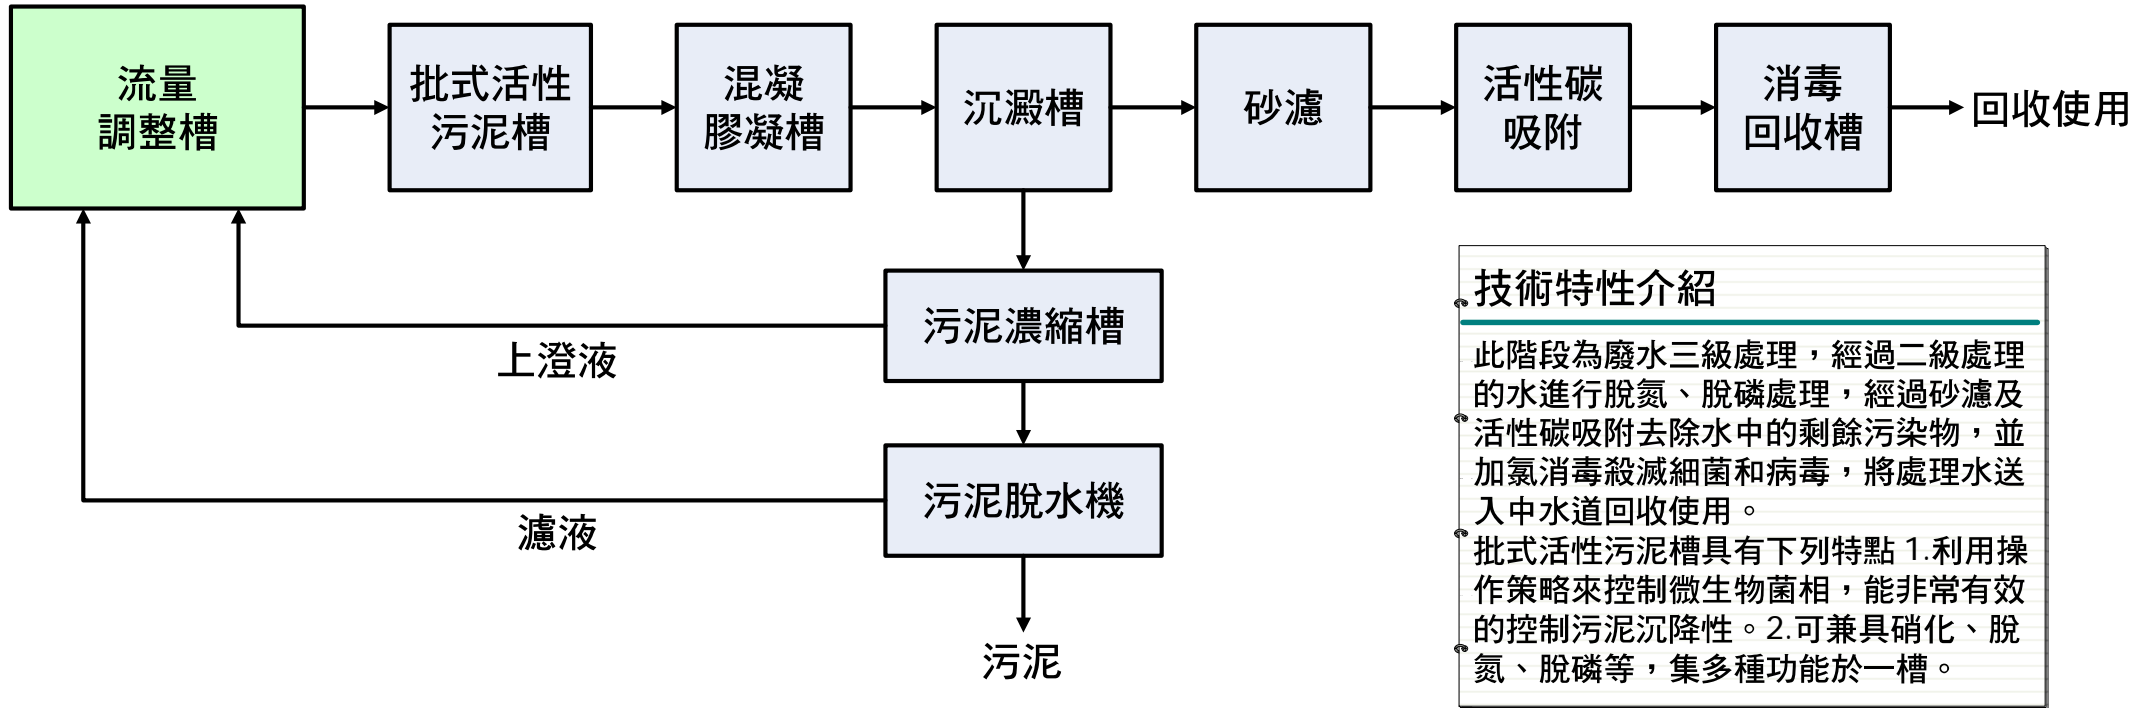 流量
調整槽
批式活性
污泥槽
混凝
膠凝槽
沉澱槽
砂濾
活性碳
吸附
消毒
回收槽
回收使用
污泥濃縮槽
上澄液
污泥脫水機
濾液
污泥
技術特性介紹
此階段為廢水三級處理，經過二級處理
的水進行脫氮、脫磷處理，經過砂濾及
活性碳吸附去除水中的剩餘污染物，並
加氯消毒殺滅細菌和病毒，將處理水送
入中水道回收使用。
批式活性污泥槽具有下列特點 1.利用操
作策略來控制微生物菌相，能非常有效
的控制污泥沉降性。2.可兼具硝化、脫
氮、脫磷等，集多種功能於一槽。